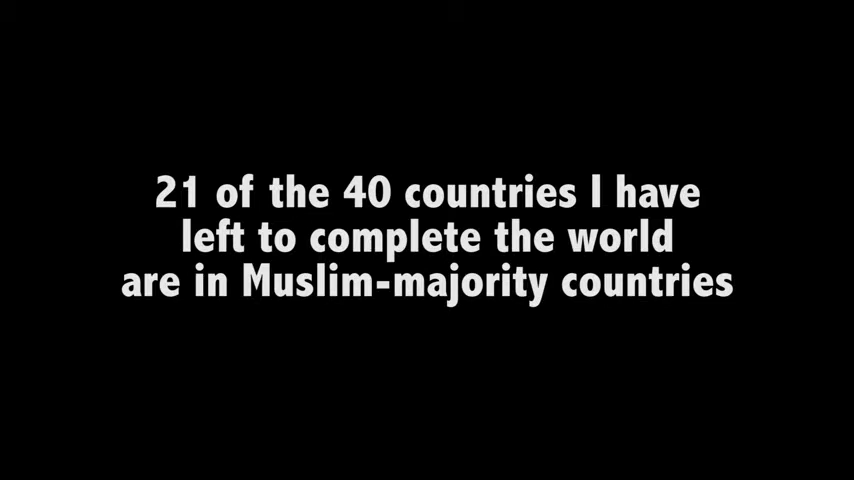 21 of the 40 countries I have
left to complete the world
are in Muslim-majority countries